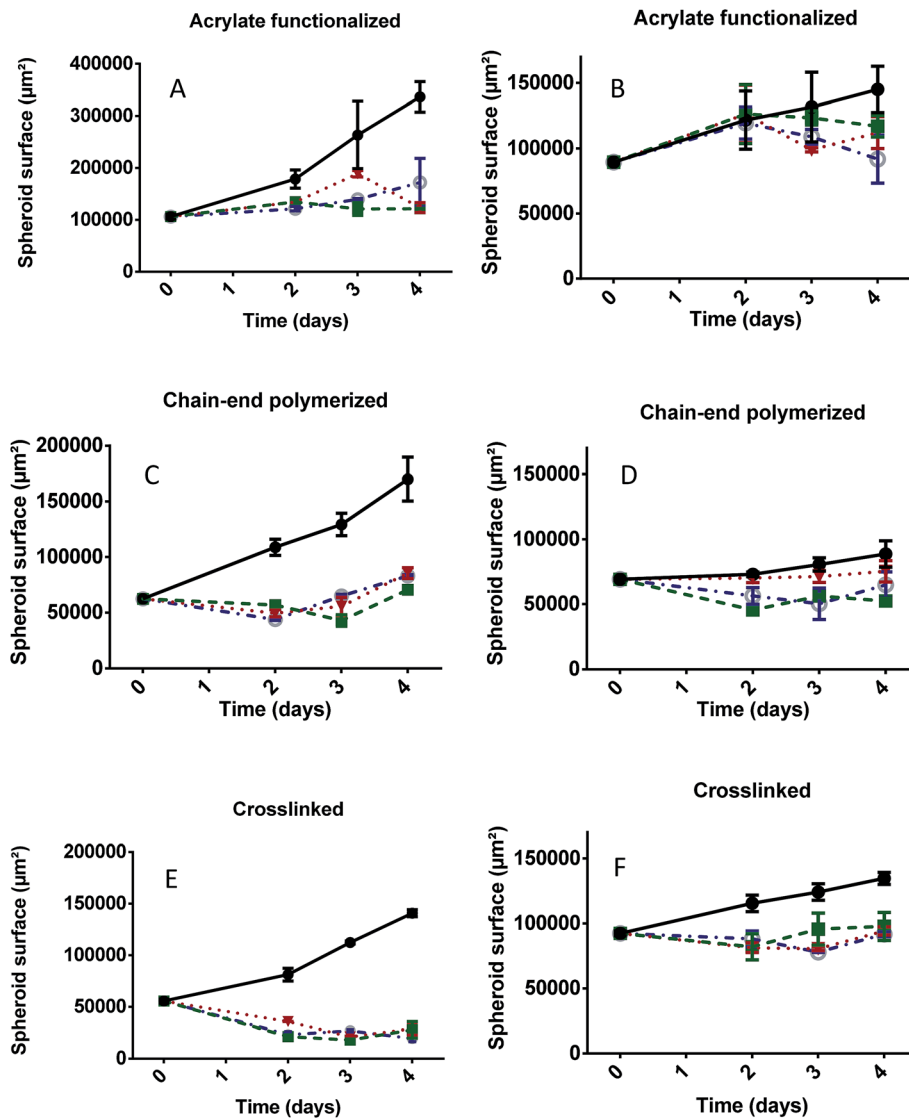 Acrylate functionalized
A
Spheroid surface (µm²)
400000
300000
200000
100000
0
0 1 2 3 4
Time (days)
Acrylate functionalized
B
Spheroid surface (µm²)
150000
100000
50000
0
0 1 2 3 4
Time (days)
Chain-end polymerized
C
Spheroid surface (µm²)
200000
150000
100000
50000
0
0 1 2 3 4
Time (days)
Chain-end polymerized
D
Spheroid surface (µm²)
150000
100000
50000
0
0 1 2 3 4
Time (days)
Crosslinked
E
Spheroid surface (µm²)
200000
150000
100000
50000
0
0 1 2 3 4
Time (days)
Crosslinked
F
Spheroid surface (µm²)
150000
100000
50000
0
0 1 2 3 4
Time (days)